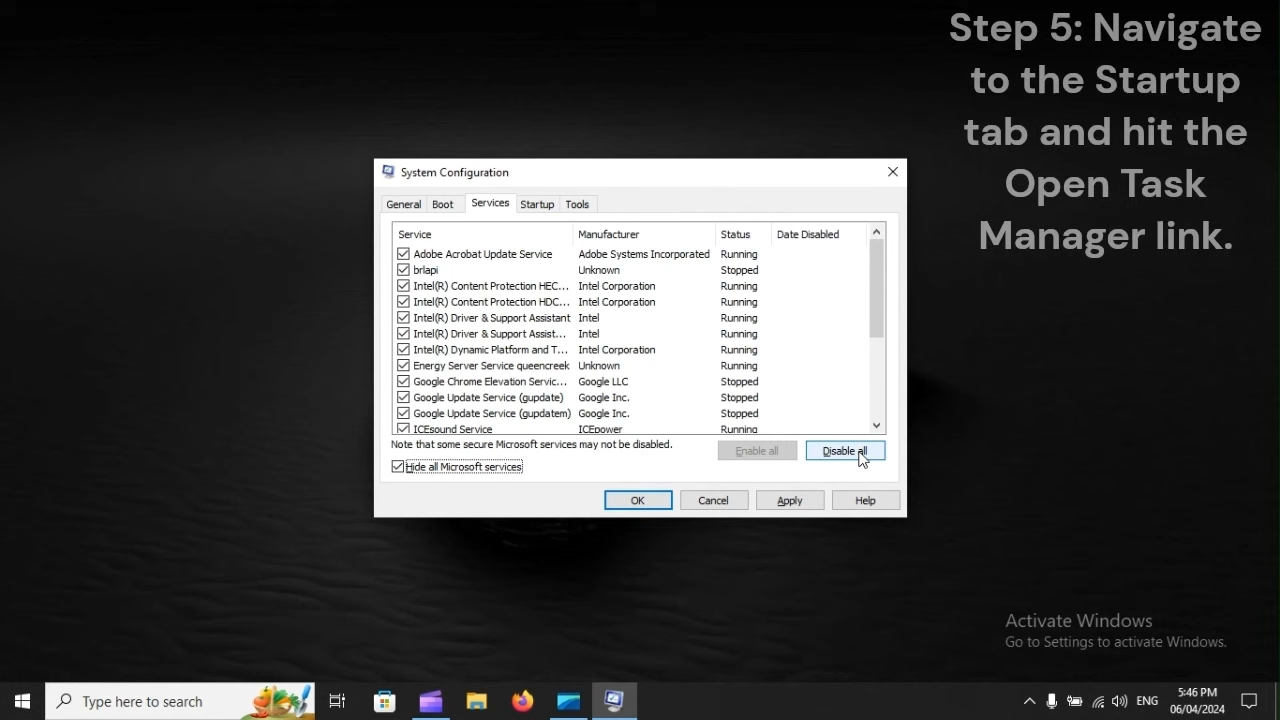 Step 5: Navigate
to the Startup
tab and hit the
Open Task
Manager link.
System Configuration
General Boot Services Startup Tools
Service Manufacturer Status Date Disabled
Adobe Acrobat Update Service Adobe Systems Incorporated Running
brlapi Unknown Stopped
Intel(R) Content Protection HEC... Intel Corporation Running
Intel(R) Content Protection HDC... Intel Corporation Running
Intel(R) Driver & Support Assistant Intel Running
Intel(R) Driver & Support Assist... Intel Running
Intel(R) Dynamic Platform and T... Intel Corporation Running
Energy Server Service queencreek Unknown Running
Google Chrome Elevation Servic... Google LLC Stopped
Google Update Service (gupdate) Google Inc. Stopped
Google Update Service (gupdatem) Google Inc. Stopped
ICEsound Service ICEpower Running
Note that some secure Microsoft services may not be disabled.
Enable all Disable all
Hide all Microsoft services
OK Cancel Apply Help
Activate Windows
Go to Settings to activate Windows.
Type here to search
ENG
5:46 PM
06/04/2024